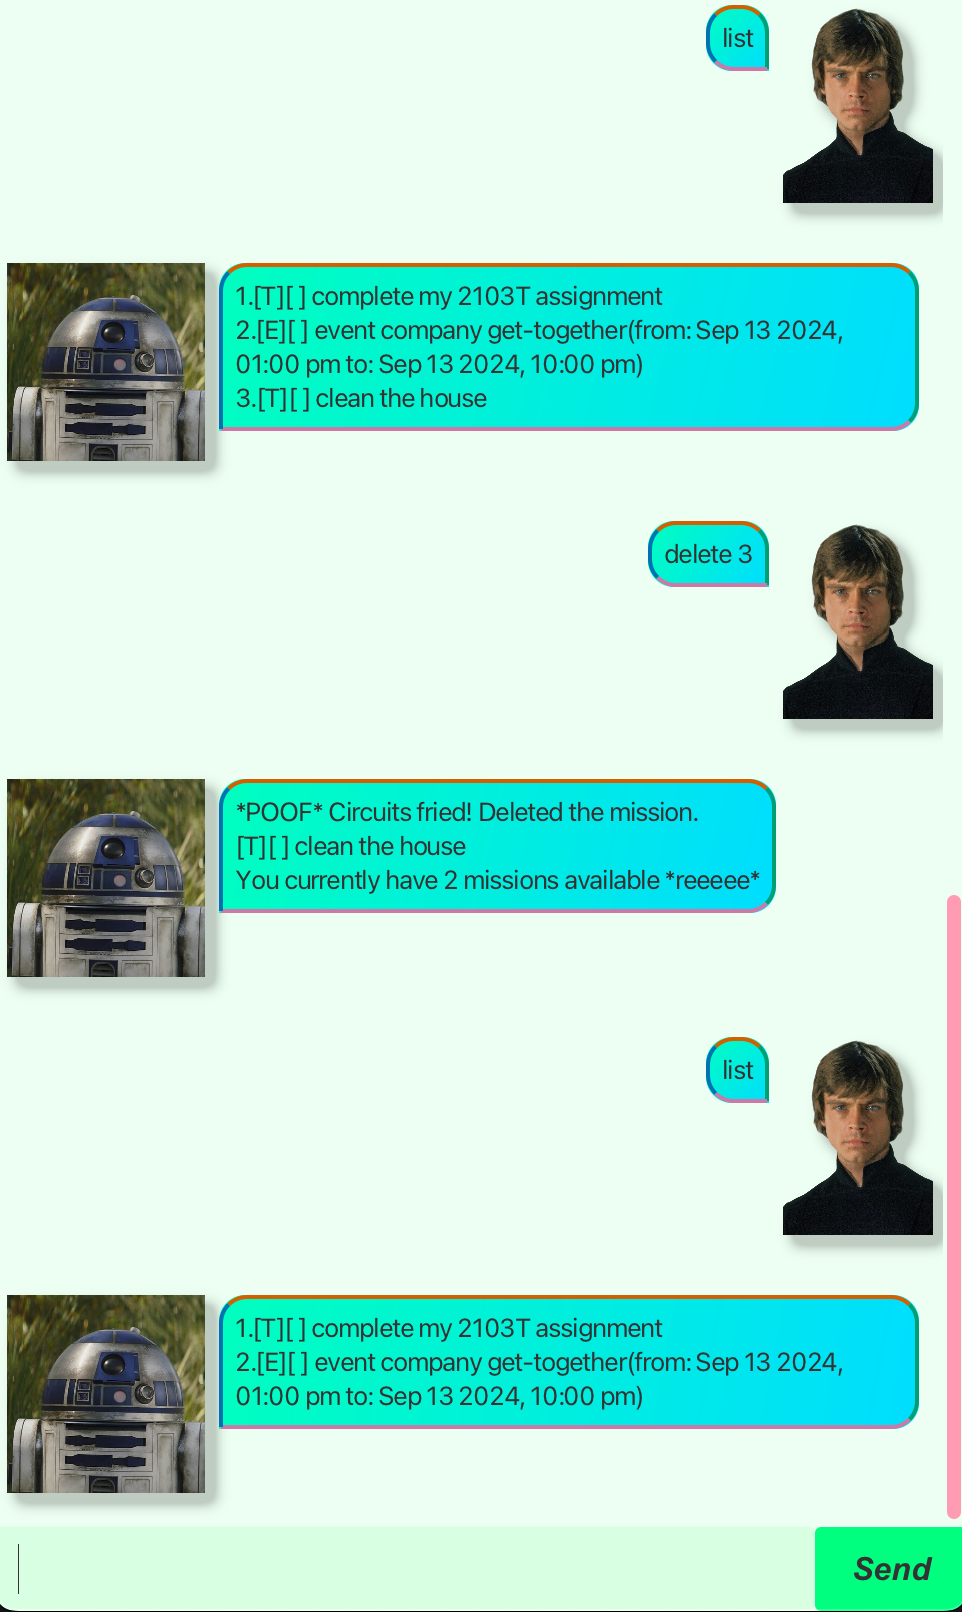 list
1.[T][ ] complete my 2103T assignment
2.[E][ ] event company get-together(from: Sep 13 2024,
01:00 pm to: Sep 13 2024, 10:00 pm)
3.[T][ ] clean the house
delete 3
*POOF* Circuits fried! Deleted the mission.
[T][ ] clean the house
You currently have 2 missions available *reeeee*
list
1.[T][ ] complete my 2103T assignment
2.[E][ ] event company get-together(from: Sep 13 2024,
01:00 pm to: Sep 13 2024, 10:00 pm)
Send